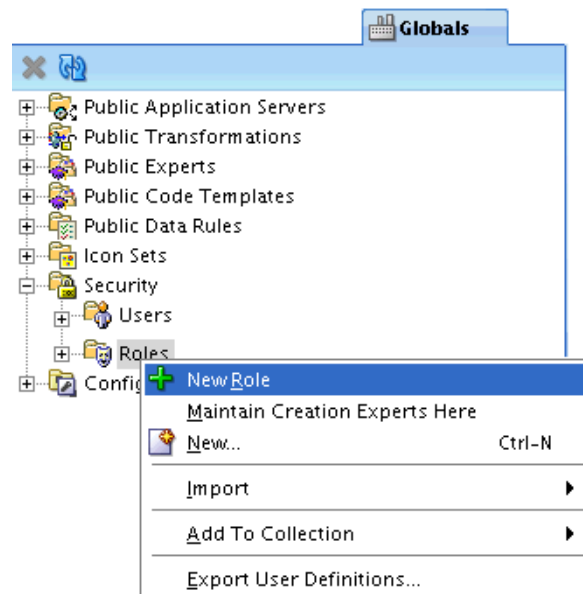 Globals
Public Application Servers
Public Transformations
Public Experts
Public Code Templates
Public Data Rules
Icon Sets
Security
Users
Roles
Config
New Role
Maintain Creation Experts Here
New... Ctrl-N
Import
Add To Collection
Export User Definitions...